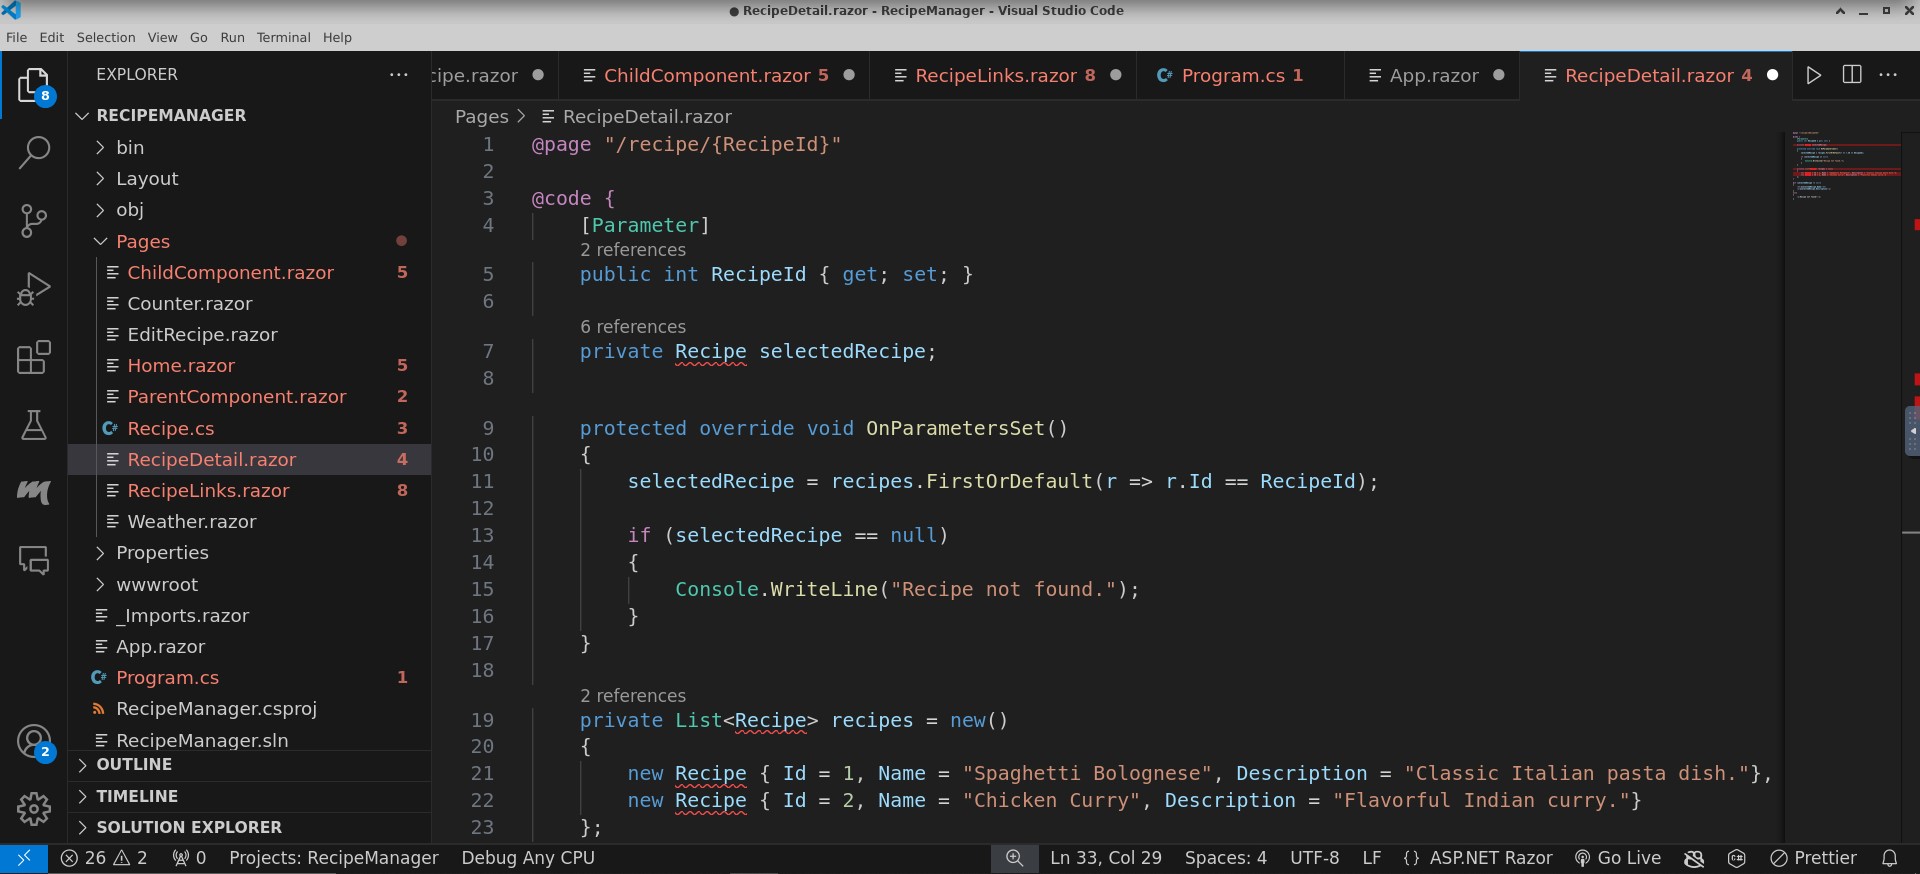 ● RecipeDetail.razor - RecipeManager - Visual Studio Code
File Edit Selection View Go Run Terminal Help
EXPLORER
cipe.razor ChildComponent.razor 5 RecipeLinks.razor 8 C# Program.cs 1 App.razor RecipeDetail.razor 4
8
RECIPEMANAGER
bin
Layout
obj
Pages
ChildComponent.razor 5
Counter.razor
EditRecipe.razor
Home.razor 5
ParentComponent.razor 2
C# Recipe.cs 3
RecipeDetail.razor 4
RecipeLinks.razor 8
Weather.razor
Properties
wwwroot
_Imports.razor
App.razor
C# Program.cs 1
RecipeManager.csproj
RecipeManager.sln
2
OUTLINE
TIMELINE
SOLUTION EXPLORER
Pages > RecipeDetail.razor
1 @page "/recipe/{RecipeId}"
2
3 @code {
4 [Parameter]
2 references
5 public int RecipeId { get; set; }
6
6 references
7 private Recipe selectedRecipe;
8
9 protected override void OnParametersSet()
10 {
11 selectedRecipe = recipes.FirstOrDefault(r => r.Id == RecipeId);
12
13 if (selectedRecipe == null)
14 {
15 Console.WriteLine("Recipe not found.");
16 }
17 }
18
2 references
19 private List<Recipe> recipes = new()
20 {
21 new Recipe { Id = 1, Name = "Spaghetti Bolognese", Description = "Classic Italian pasta dish."},
22 new Recipe { Id = 2, Name = "Chicken Curry", Description = "Flavorful Indian curry."}
23 };
26 2 0 Projects: RecipeManager Debug Any CPU Ln 33, Col 29 Spaces: 4 UTF-8 LF {} ASP.NET Razor Go Live Prettier